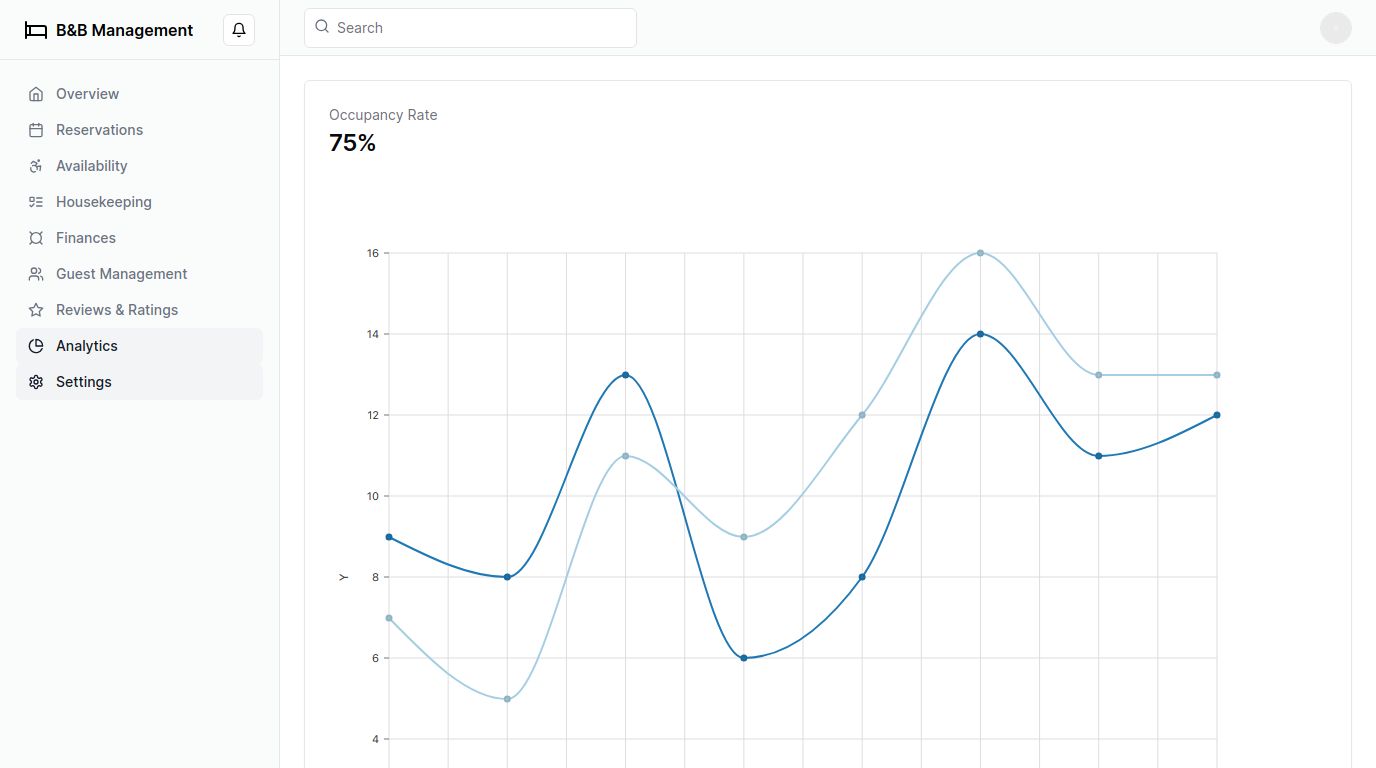 B&B Management
Search
Overview
Reservations
Availability
Housekeeping
Finances
Guest Management
Reviews & Ratings
Analytics
Settings
Occupancy Rate
75%
16
14
12
10
8
6
4
Y